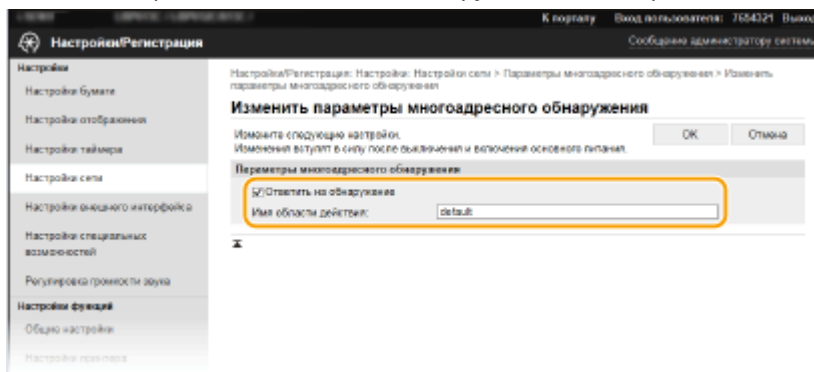 К порталу Вход пользователя: 7654321 Выход
Настройки/Регистрация
Сообщение администратору системы
Настройки
Настройки бумаги
Настройки отображения
Настройки таймера
Настройки сети
Настройки внешнего интерфейса
Настройки специальных
возможностей
Регулировка громкости звука
Настройки функций
Общие настройки
Настройки принтера
Настройки/Регистрация: Настройки: Настройки сети > Параметры многоадресного обнаружения > Изменить
параметры многоадресного обнаружения
Изменить параметры многоадресного обнаружения
Измените следующие настройки.
Изменения вступят в силу после выключения и включения основного питания.
OK Отмена
Параметры многоадресного обнаружения
Ответить на обнаружение
Имя области действия: default